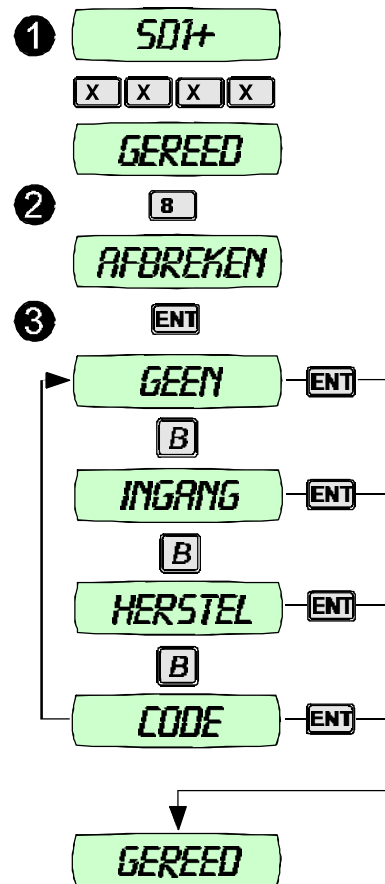 1 SD1+
X X X X
GEREED
2 8
AFBREKEN
3 ENT
GEEN ENT
B
INGANG ENT
B
HERSTEL ENT
B
CODE ENT
GEREED